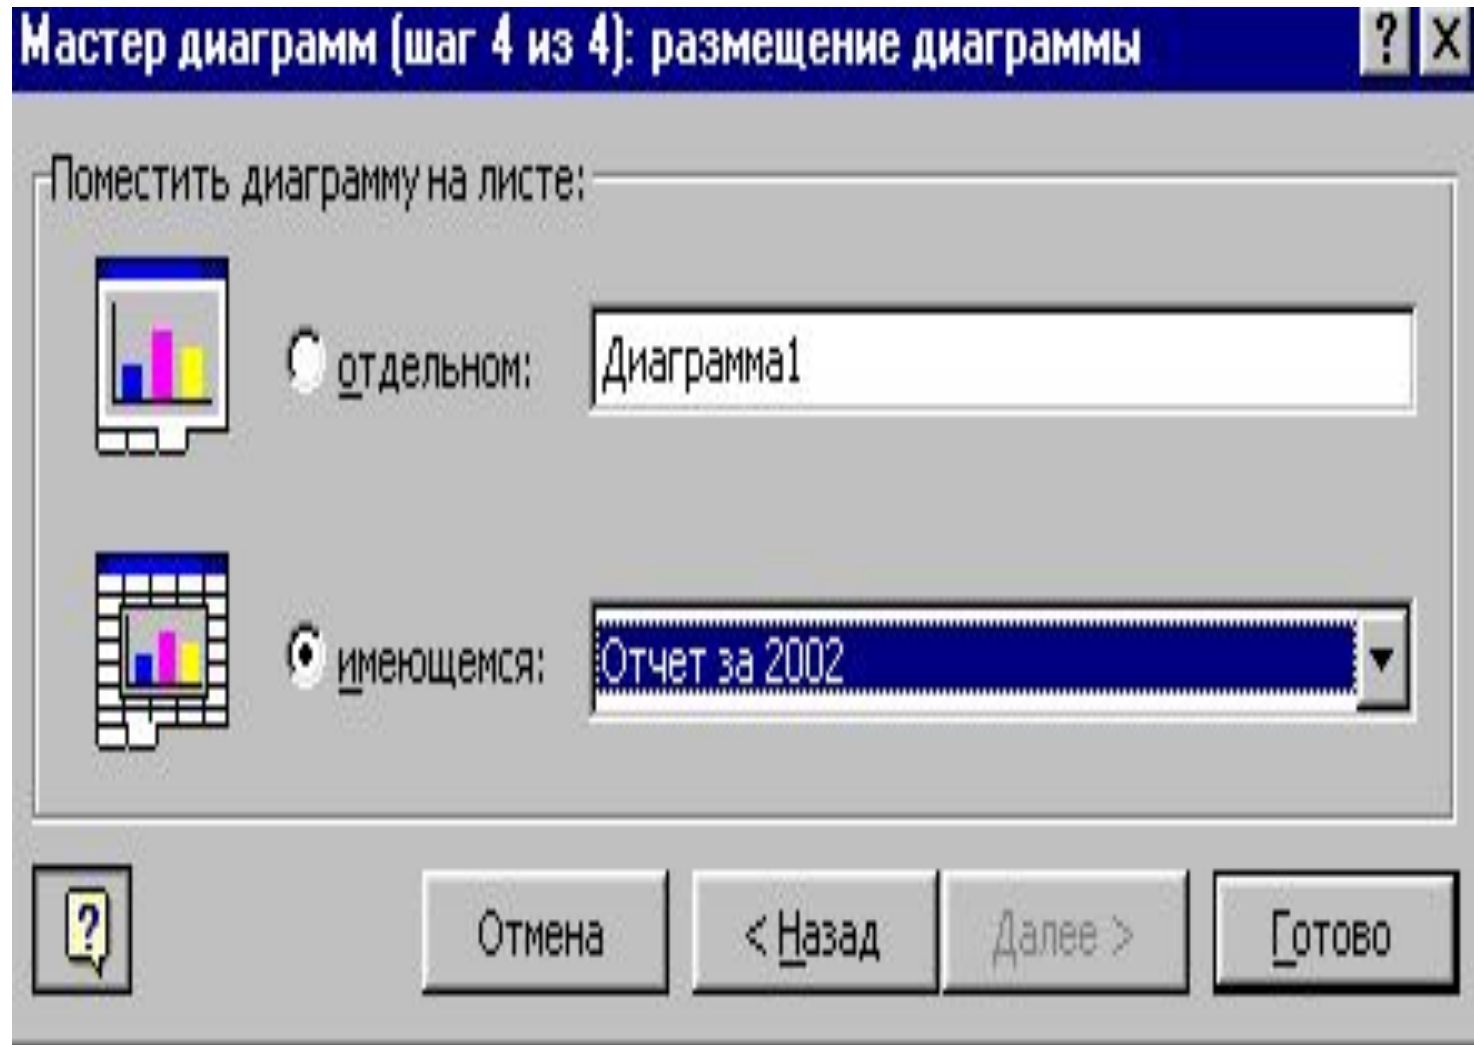 Мастер диаграмм (шаг 4 из 4): размещение диаграммы ? X
Поместить диаграмму на листе:
отдельном: Диаграмма1
имеющемся: Отчет за 2002
? Отмена < Назад Далее > Готово